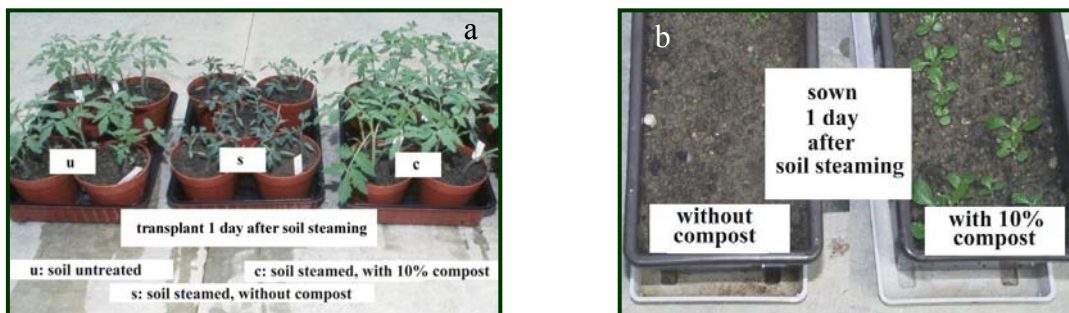 a
u
s
c
transplant 1 day after soil steaming
u: soil untreated
c: soil steamed, with 10% compost
s: soil steamed, without compost
b
sown
1 day
after
soil steaming
without
compost
with 10%
compost